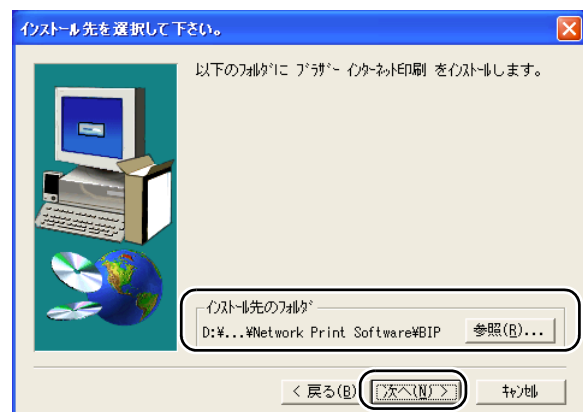 ｲﾝｽﾄｰﾙ先を選択して下さい。
以下のﾌｫﾙﾀﾞに ﾌﾞﾗｻﾞｰ ｲﾝﾀｰﾈｯﾄ印刷 をｲﾝｽﾄｰﾙします。
ｲﾝｽﾄｰﾙ先のﾌｫﾙﾀﾞ
D:¥...¥Network Print Software¥BIP 参照(R)...
< 戻る(B) 次へ(N) > ｷｬﾝｾﾙ